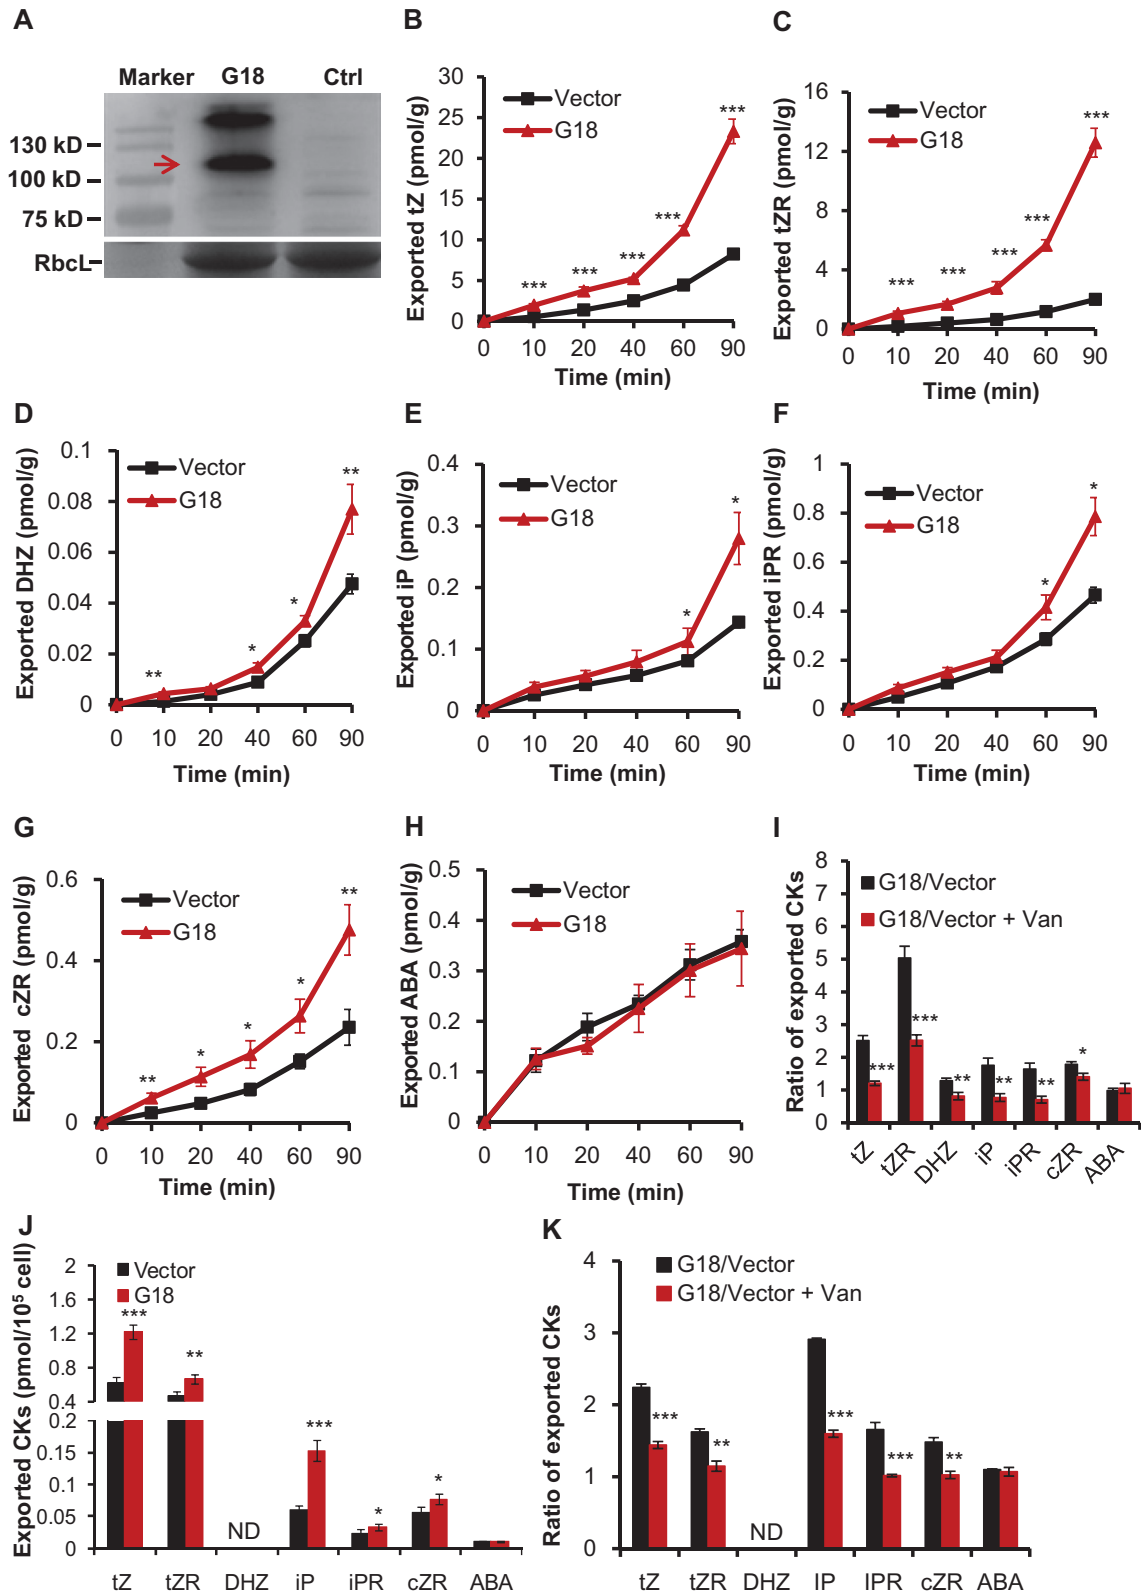 A
Marker G18 Ctrl
130 kD
100 kD
75 kD
RbcL
B
Exported tZ (pmol/g)
30
25
20
15
10
5
0
Vector
G18
*** *** *** *** ***
0 10 20 40 60 90
Time (min)
C
Exported tZR (pmol/g)
16
12
8
4
0
Vector
G18
*** *** *** *** ***
0 10 20 40 60 90
Time (min)
D
Exported DHZ (pmol/g)
0.1
0.08
0.06
0.04
0.02
0
Vector
G18
** * * **
0 10 20 40 60 90
Time (min)
E
Exported iP (pmol/g)
0.4
0.3
0.2
0.1
0
Vector
G18
* *
0 10 20 40 60 90
Time (min)
F
Exported iPR (pmol/g)
1
0.8
0.6
0.4
0.2
0
Vector
G18
* *
0 10 20 40 60 90
Time (min)
G
Exported cZR (pmol/g)
0.6
0.4
0.2
0
Vector
G18
** * * * **
0 10 20 40 60 90
Time (min)
H
Exported ABA (pmol/g)
0.5
0.4
0.3
0.2
0.1
0
Vector
G18
0 10 20 40 60 90
Time (min)
I
Ratio of exported CKs
8
7
6
5
4
3
2
1
0
G18/Vector
G18/Vector + Van
*** *** ** ** ** *
tZ tZR DHZ iP iPR cZR ABA
J
Exported CKs (pmol/10⁵ cell)
2
1.6
1.2
0.8
0.4
0.2
0.15
0.1
0.05
0
Vector
G18
*** ** *** * *
ND
tZ tZR DHZ iP iPR cZR ABA
K
Ratio of exported CKs
4
3
2
1
0
G18/Vector
G18/Vector + Van
*** ** *** *** **
ND
tZ tZR DHZ IP IPR cZR ABA